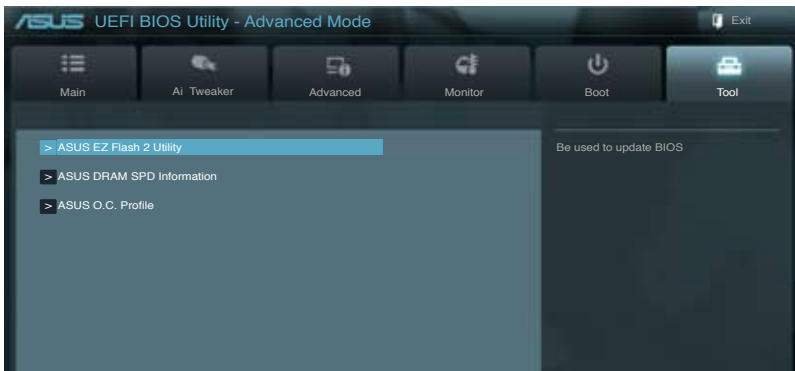 ASUS UEFI BIOS Utility - Advanced Mode
Exit
Main
Ai Tweaker
Advanced
Monitor
Boot
Tool
> ASUS EZ Flash 2 Utility
Be used to update BIOS
> ASUS DRAM SPD Information
> ASUS O.C. Profile